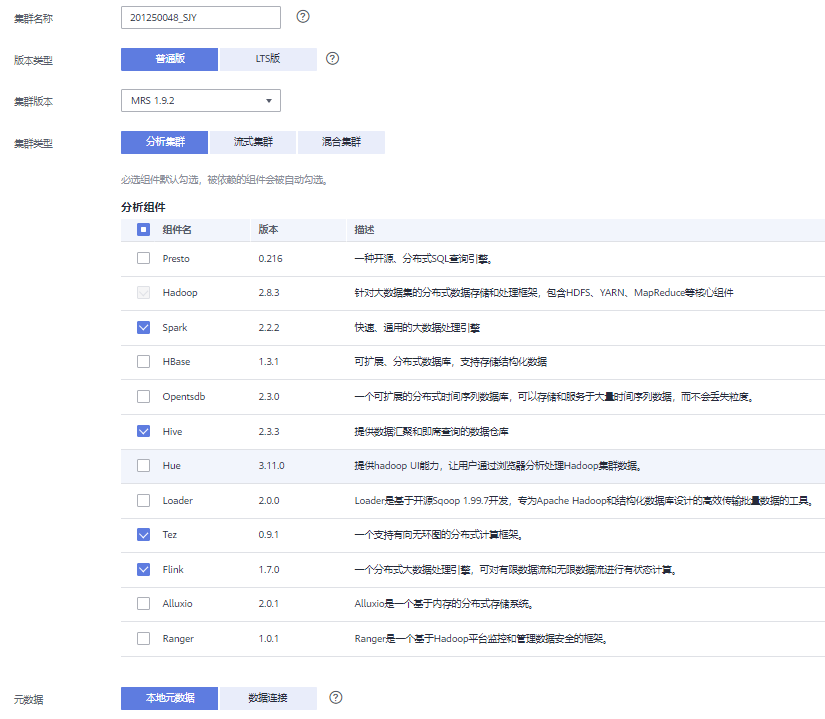 集群名称 201250048_SJY ?
版本类型 普通版 LTS版 ?
集群版本 MRS 1.9.2
集群类型 分析集群 流式集群 混合集群
必选组件默认勾选，被依赖的组件会被自动勾选。
分析组件
组件名 版本 描述
Presto 0.216 一种开源、分布式SQL查询引擎。
Hadoop 2.8.3 针对大数据集的分布式数据存储和处理框架，包含HDFS、YARN、MapReduce等核心组件
Spark 2.2.2 快速、通用的大数据处理引擎
HBase 1.3.1 可扩展、分布式数据库，支持存储结构化数据
Opentsdb 2.3.0 一个可扩展的分布式时间序列数据库，可以存储和服务于大量时间序列数据，而不会丢失粒度。
Hive 2.3.3 提供数据汇聚和即席查询的数据仓库
Hue 3.11.0 提供hadoop UI能力，让用户通过浏览器分析处理Hadoop集群数据。
Loader 2.0.0 Loader是基于开源Sqoop 1.99.7开发，专为Apache Hadoop和结构化数据库设计的高效传输批量数据的工具。
Tez 0.9.1 一个支持有向无环图的分布式计算框架。
Flink 1.7.0 一个分布式大数据处理引擎，可对有限数据流和无限数据流进行有状态计算。
Alluxio 2.0.1 Alluxio是一个基于内存的分布式存储系统。
Ranger 1.0.1 Ranger是一个基于Hadoop平台监控和管理数据安全的框架。
元数据 本地元数据 数据连接 ?